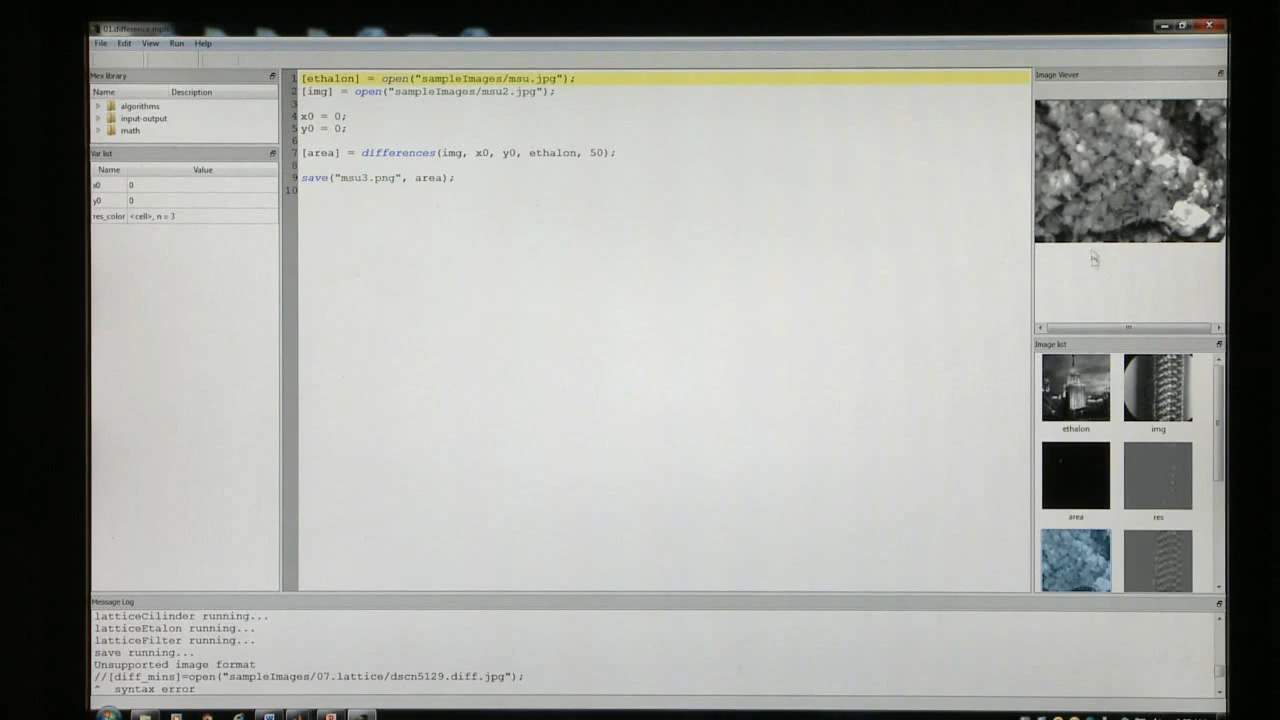 01.difference.mpl
File Edit View Run Help
Mex library
Name Description
algorithms
input-output
math
Var list
Name Value
x0 0
y0 0
res_color <cell>, n = 3
1 [ethalon] = open("sampleImages/msu.jpg");
2 [img] = open("sampleImages/msu2.jpg");
3
4 x0 = 0;
5 y0 = 0;
6
7 [area] = differences(img, x0, y0, ethalon, 50);
8
9 save("msu3.png", area);
10
Image Viewer
Image list
ethalon img
area res
Message Log
latticeCilinder running...
latticeEtalon running...
latticeFilter running...
save running...
Unsupported image format
//[diff_mins]=open("sampleImages/07.lattice/dscn5129.diff.jpg");
^ syntax error